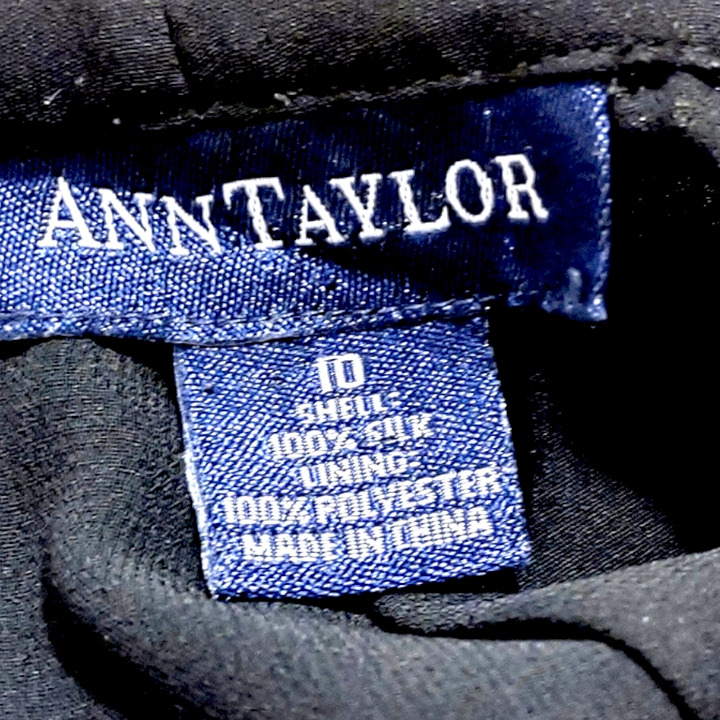 ANNTAYLOR
10
SHELL:
100% SILK
LINING:
100% POLYESTER
MADE IN CHINA